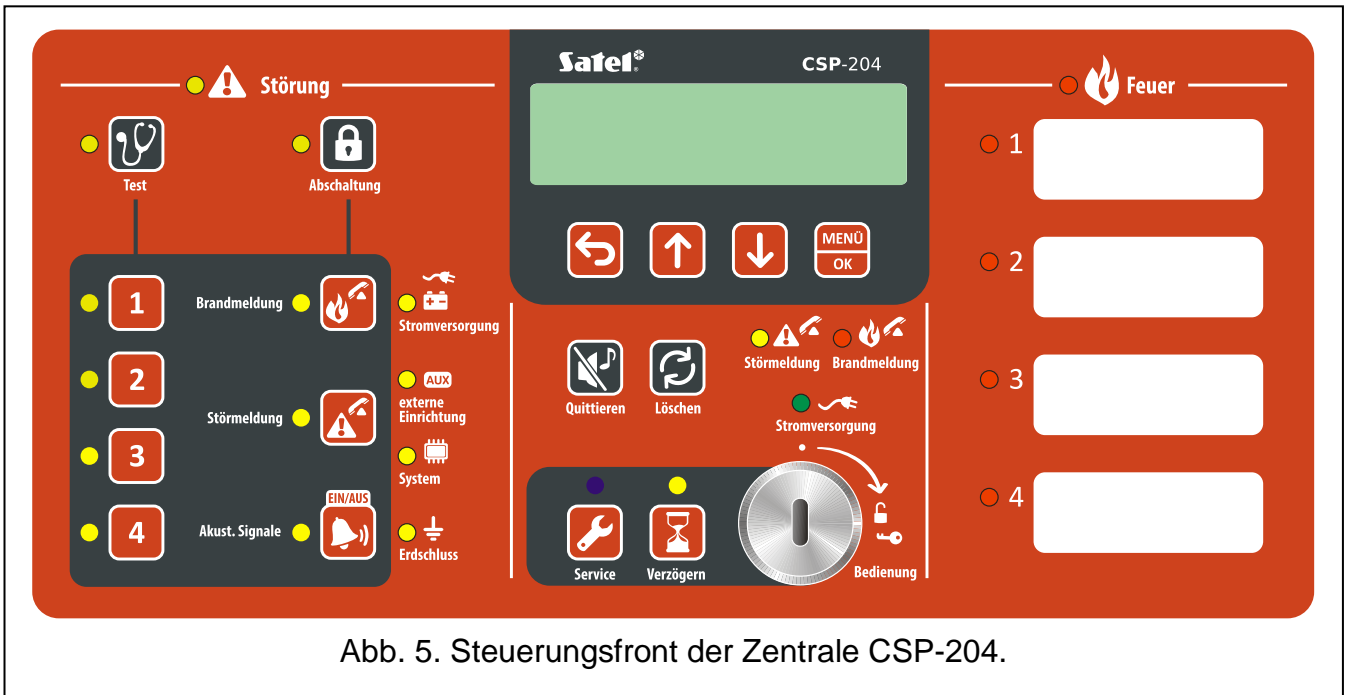 Störung
Test
Abschaltung
1
2
3
4
Brandmeldung
Störmeldung
EIN/AUS
Akust. Signale
Stromversorgung
AUX
externe
Einrichtung
System
Erdschluss
Satel®
CSP-204
MENÜ
OK
Quittieren
Löschen
Störmeldung
Brandmeldung
Stromversorgung
Service
Verzögern
Bedienung
Feuer
1
2
3
4
Abb. 5. Steuerungsfront der Zentrale CSP-204.